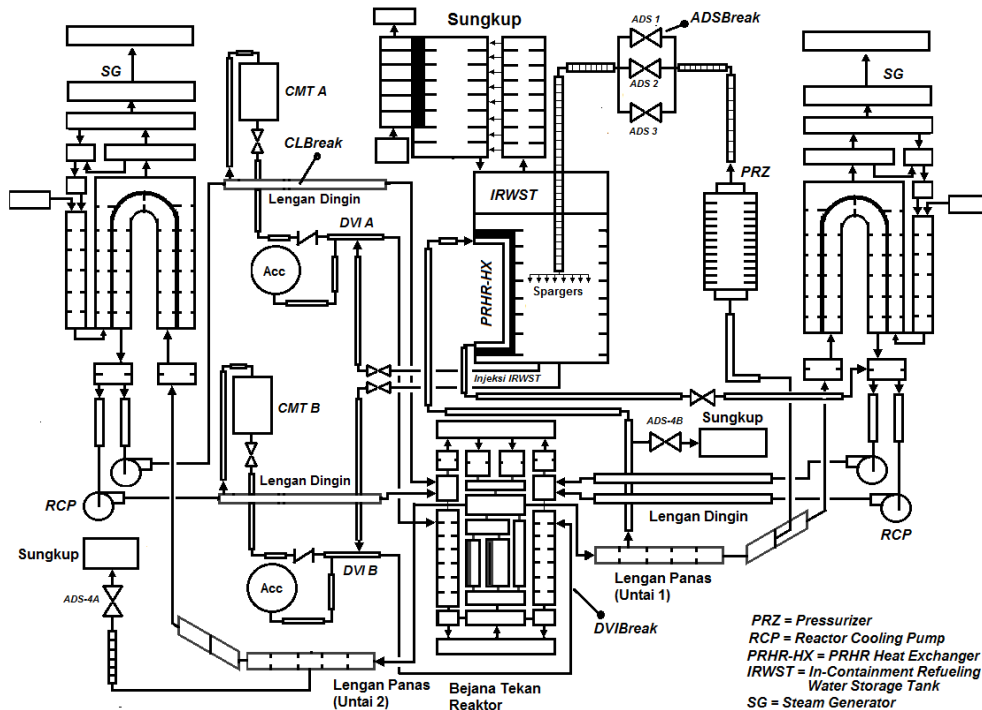 Sungkup
ADS 1
ADSBreak
SG
CMT A
ADS 2
SG
CLBreak
ADS 3
PRZ
Lengan Dingin
IRWST
DVI A
Acc
PRHR-HX
Spargers
Injeksi IRWST
CMT B
ADS-4B
Sungkup
Lengan Dingin
RCP
Lengan Dingin
RCP
Sungkup
DVI B
Lengan Panas
(Untai 1)
Acc
ADS-4A
DVIBreak
PRZ = Pressurizer
RCP = Reactor Cooling Pump
PRHR-HX = PRHR Heat Exchanger
IRWST = In-Containment Refueling
Water Storage Tank
SG = Steam Generator
Lengan Panas
(Untai 2)
Bejana Tekan
Reaktor